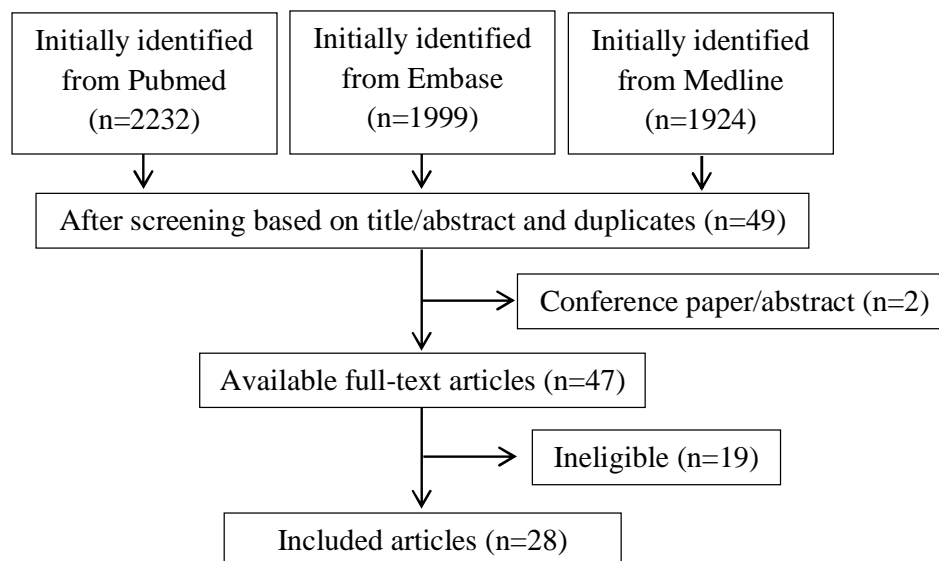 Initially identified
from Pubmed
(n=2232)
Initially identified
from Embase
(n=1999)
Initially identified
from Medline
(n=1924)
After screening based on title/abstract and duplicates (n=49)
Conference paper/abstract (n=2)
Available full-text articles (n=47)
Ineligible (n=19)
Included articles (n=28)